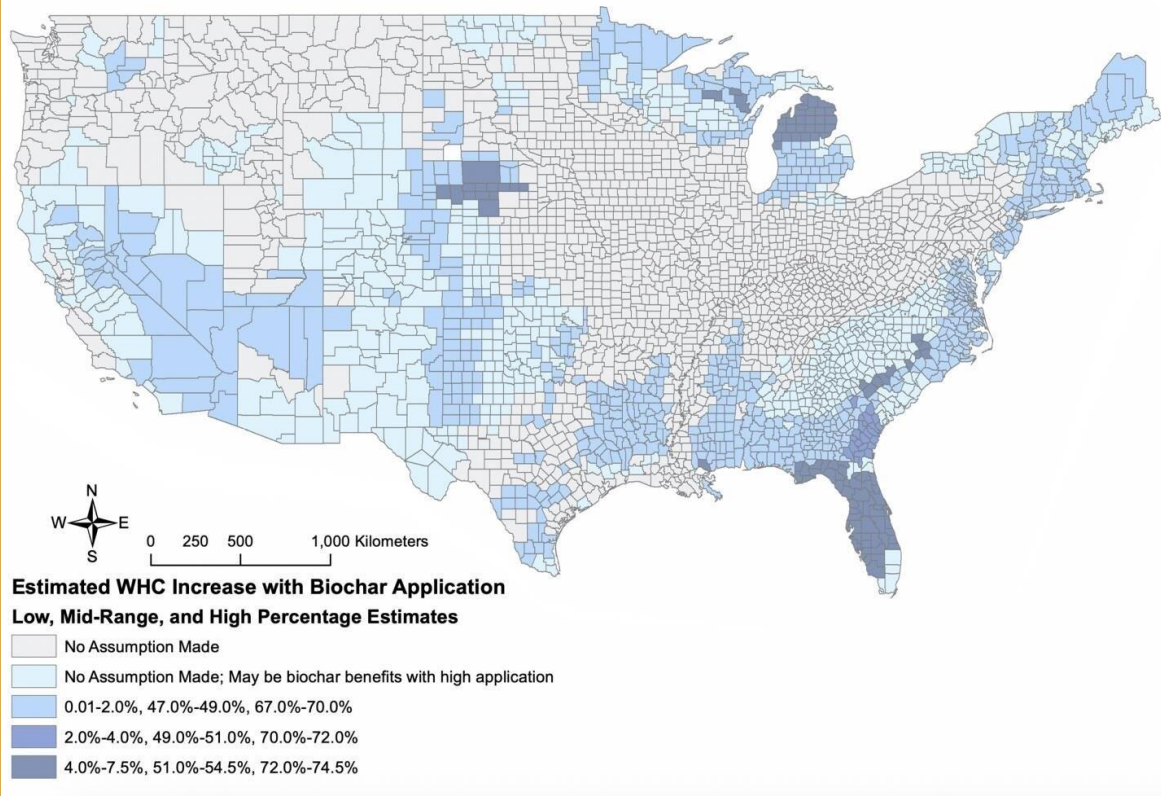 N
W E
S
0 250 500 1,000 Kilometers
Estimated WHC Increase with Biochar Application
Low, Mid-Range, and High Percentage Estimates
No Assumption Made
No Assumption Made; May be biochar benefits with high application
0.01-2.0%, 47.0%-49.0%, 67.0%-70.0%
2.0%-4.0%, 49.0%-51.0%, 70.0%-72.0%
4.0%-7.5%, 51.0%-54.5%, 72.0%-74.5%